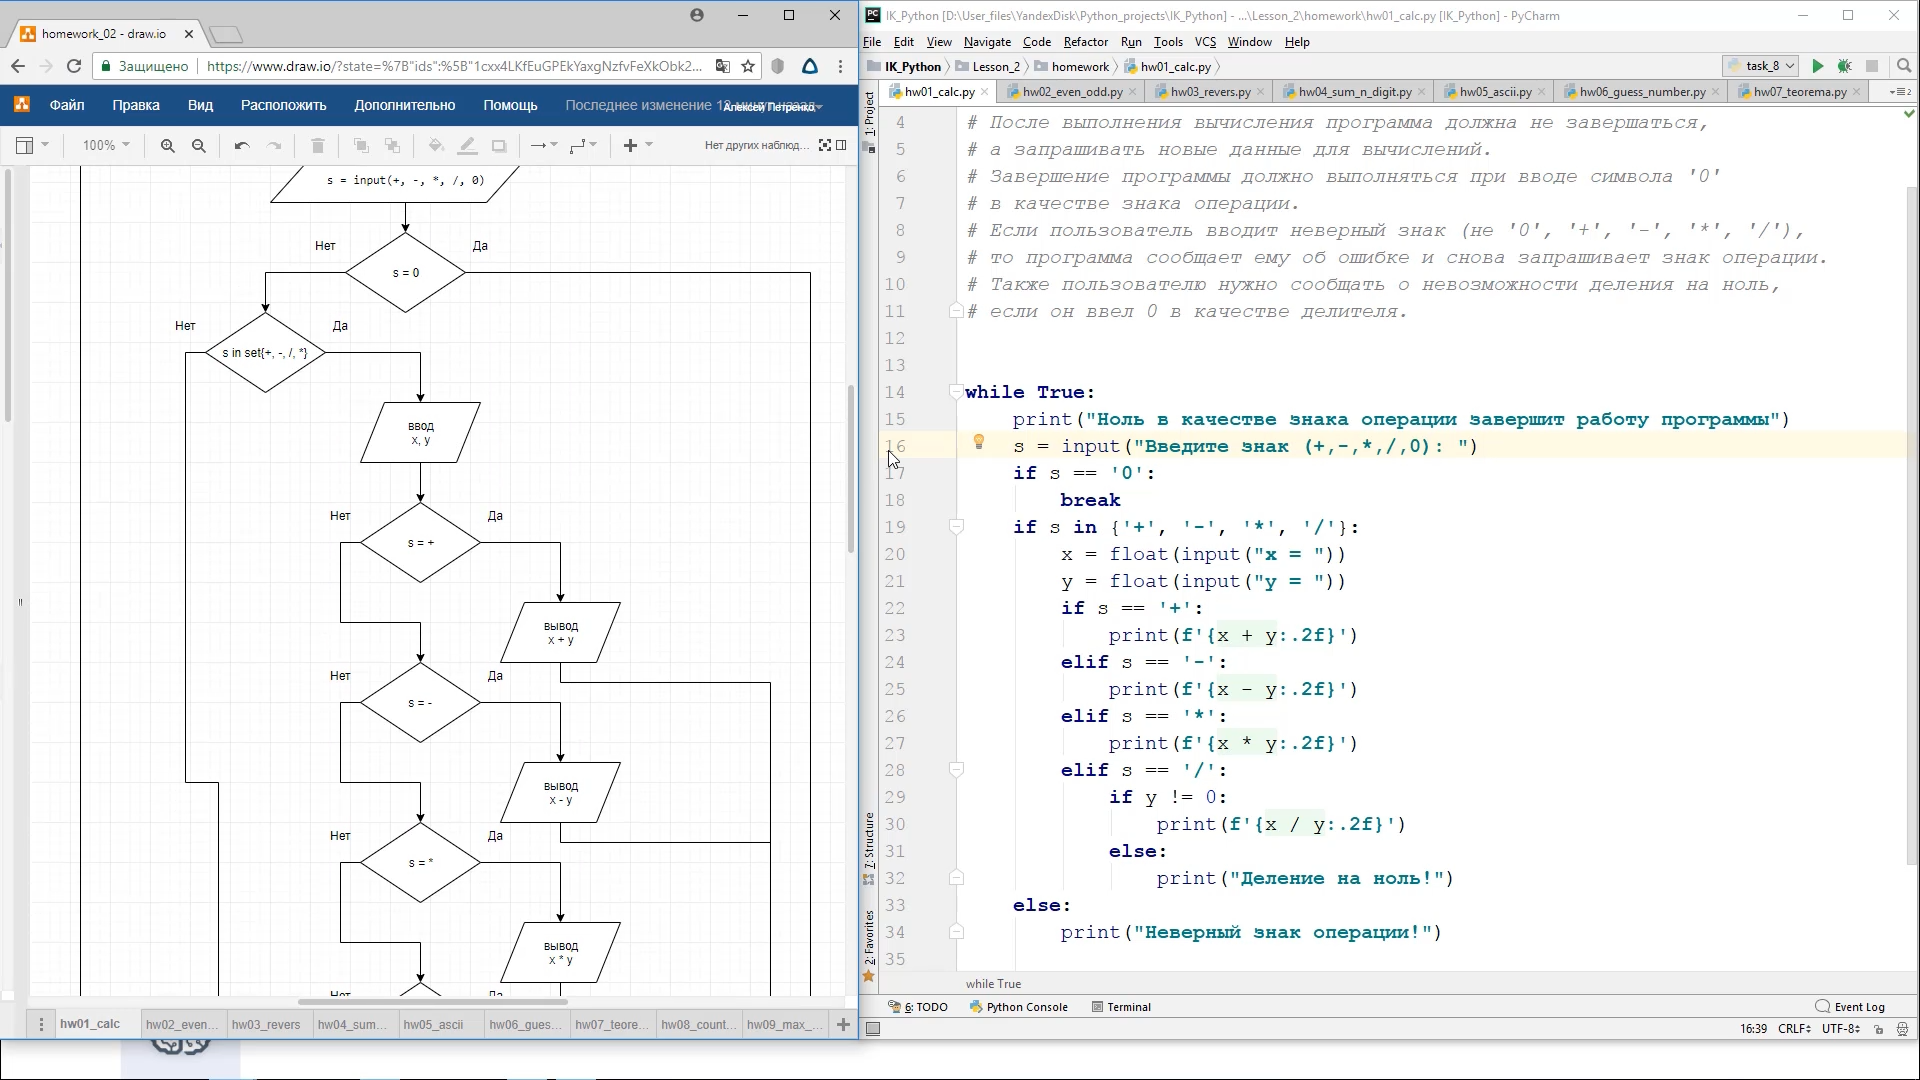 homework_02 - draw.io
Защищено
https://www.draw.io/?state=%7B"ids":%5B"1cxx4LKfEuGPEkYaxgNzfvFeXkObk2...
Файл Правка Вид Расположить Дополнительно Помощь
Алексей Петренко
100%
Нет других наблюд...
s = input(+, -, *, /, 0)
Нет Да
s = 0
Нет Да
s in set{+, -, /, *}
ввод
x, y
Нет Да
s = +
вывод
x + y
Нет Да
s = -
вывод
x - y
Нет Да
s = *
вывод
x * y
Нет Да
hw01_calc hw02_even... hw03_revers hw04_sum... hw05_ascii hw06_gues... hw07_teore... hw08_count... hw09_max_...
IK_Python [D:\User_files\YandexDisk\Python_projects\IK_Python] - ...\Lesson_2\homework\hw01_calc.py [IK_Python] - PyCharm
File Edit View Navigate Code Refactor Run Tools VCS Window Help
IK_Python Lesson_2 homework hw01_calc.py
task_8
hw01_calc.py hw02_even_odd.py hw03_revers.py hw04_sum_n_digit.py hw05_ascii.py hw06_guess_number.py hw07_teorema.py
1: Project
7: Structure
2: Favorites
4 # После выполнения вычисления программа должна не завершаться,
5 # а запрашивать новые данные для вычислений.
6 # Завершение программы должно выполняться при вводе символа '0'
7 # в качестве знака операции.
8 # Если пользователь вводит неверный знак (не '0', '+', '-', '*', '/'),
9 # то программа сообщает ему об ошибке и снова запрашивает знак операции.
10 # Также пользователю нужно сообщать о невозможности деления на ноль,
11 # если он ввел 0 в качестве делителя.
12
13
14 while True:
15 print("Ноль в качестве знака операции завершит работу программы")
16 s = input("Введите знак (+,-,*,/,0): ")
17 if s == '0':
18 break
19 if s in {'+', '-', '*', '/'}:
20 x = float(input("x = "))
21 y = float(input("y = "))
22 if s == '+':
23 print(f'{x + y:.2f}')
24 elif s == '-':
25 print(f'{x - y:.2f}')
26 elif s == '*':
27 print(f'{x * y:.2f}')
28 elif s == '/':
29 if y != 0:
30 print(f'{x / y:.2f}')
31 else:
32 print("Деление на ноль!")
33 else:
34 print("Неверный знак операции!")
35
while True
6: TODO Python Console Terminal Event Log
16:39 CRLF UTF-8